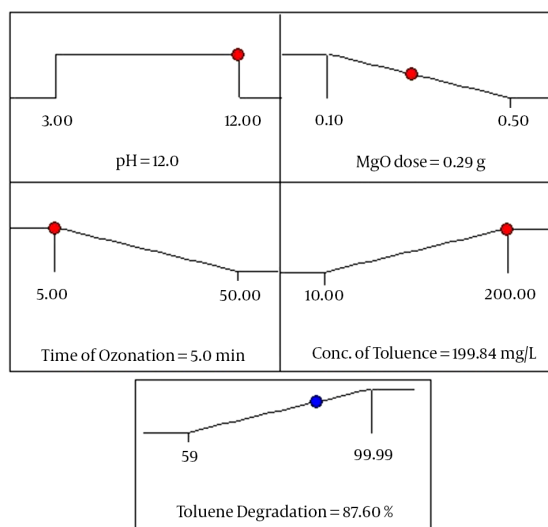 3.00 12.00
pH = 12.0
0.10 0.50
MgO dose = 0.29 g
5.00 50.00
Time of Ozonation = 5.0 min
10.00 200.00
Conc. of Toluence = 199.84 mg/L
59 99.99
Toluene Degradation = 87.60 %